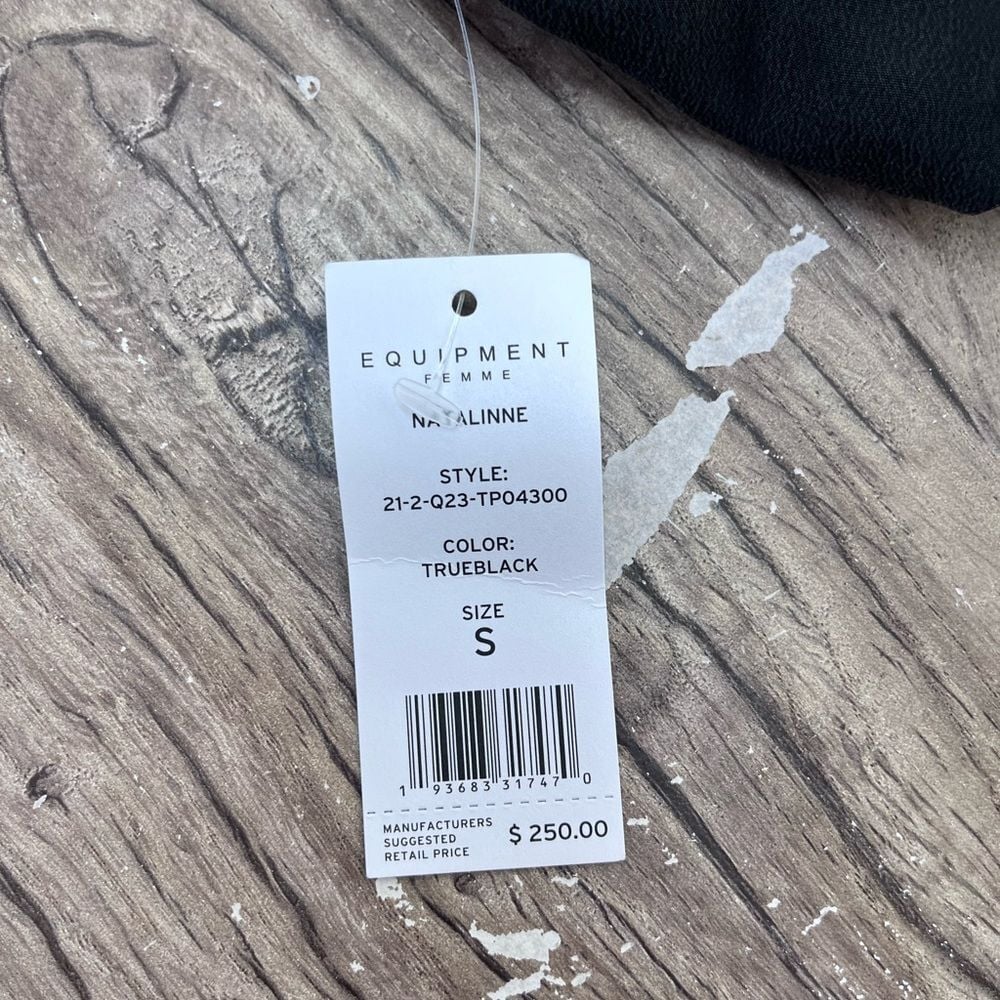 EQUIPMENT
FEMME
NATALINNE
STYLE:
21-2-Q23-TP04300
COLOR:
TRUEBLACK
SIZE
S
1 93683 31747 0
MANUFACTURERS
SUGGESTED
RETAIL PRICE
$ 250.00